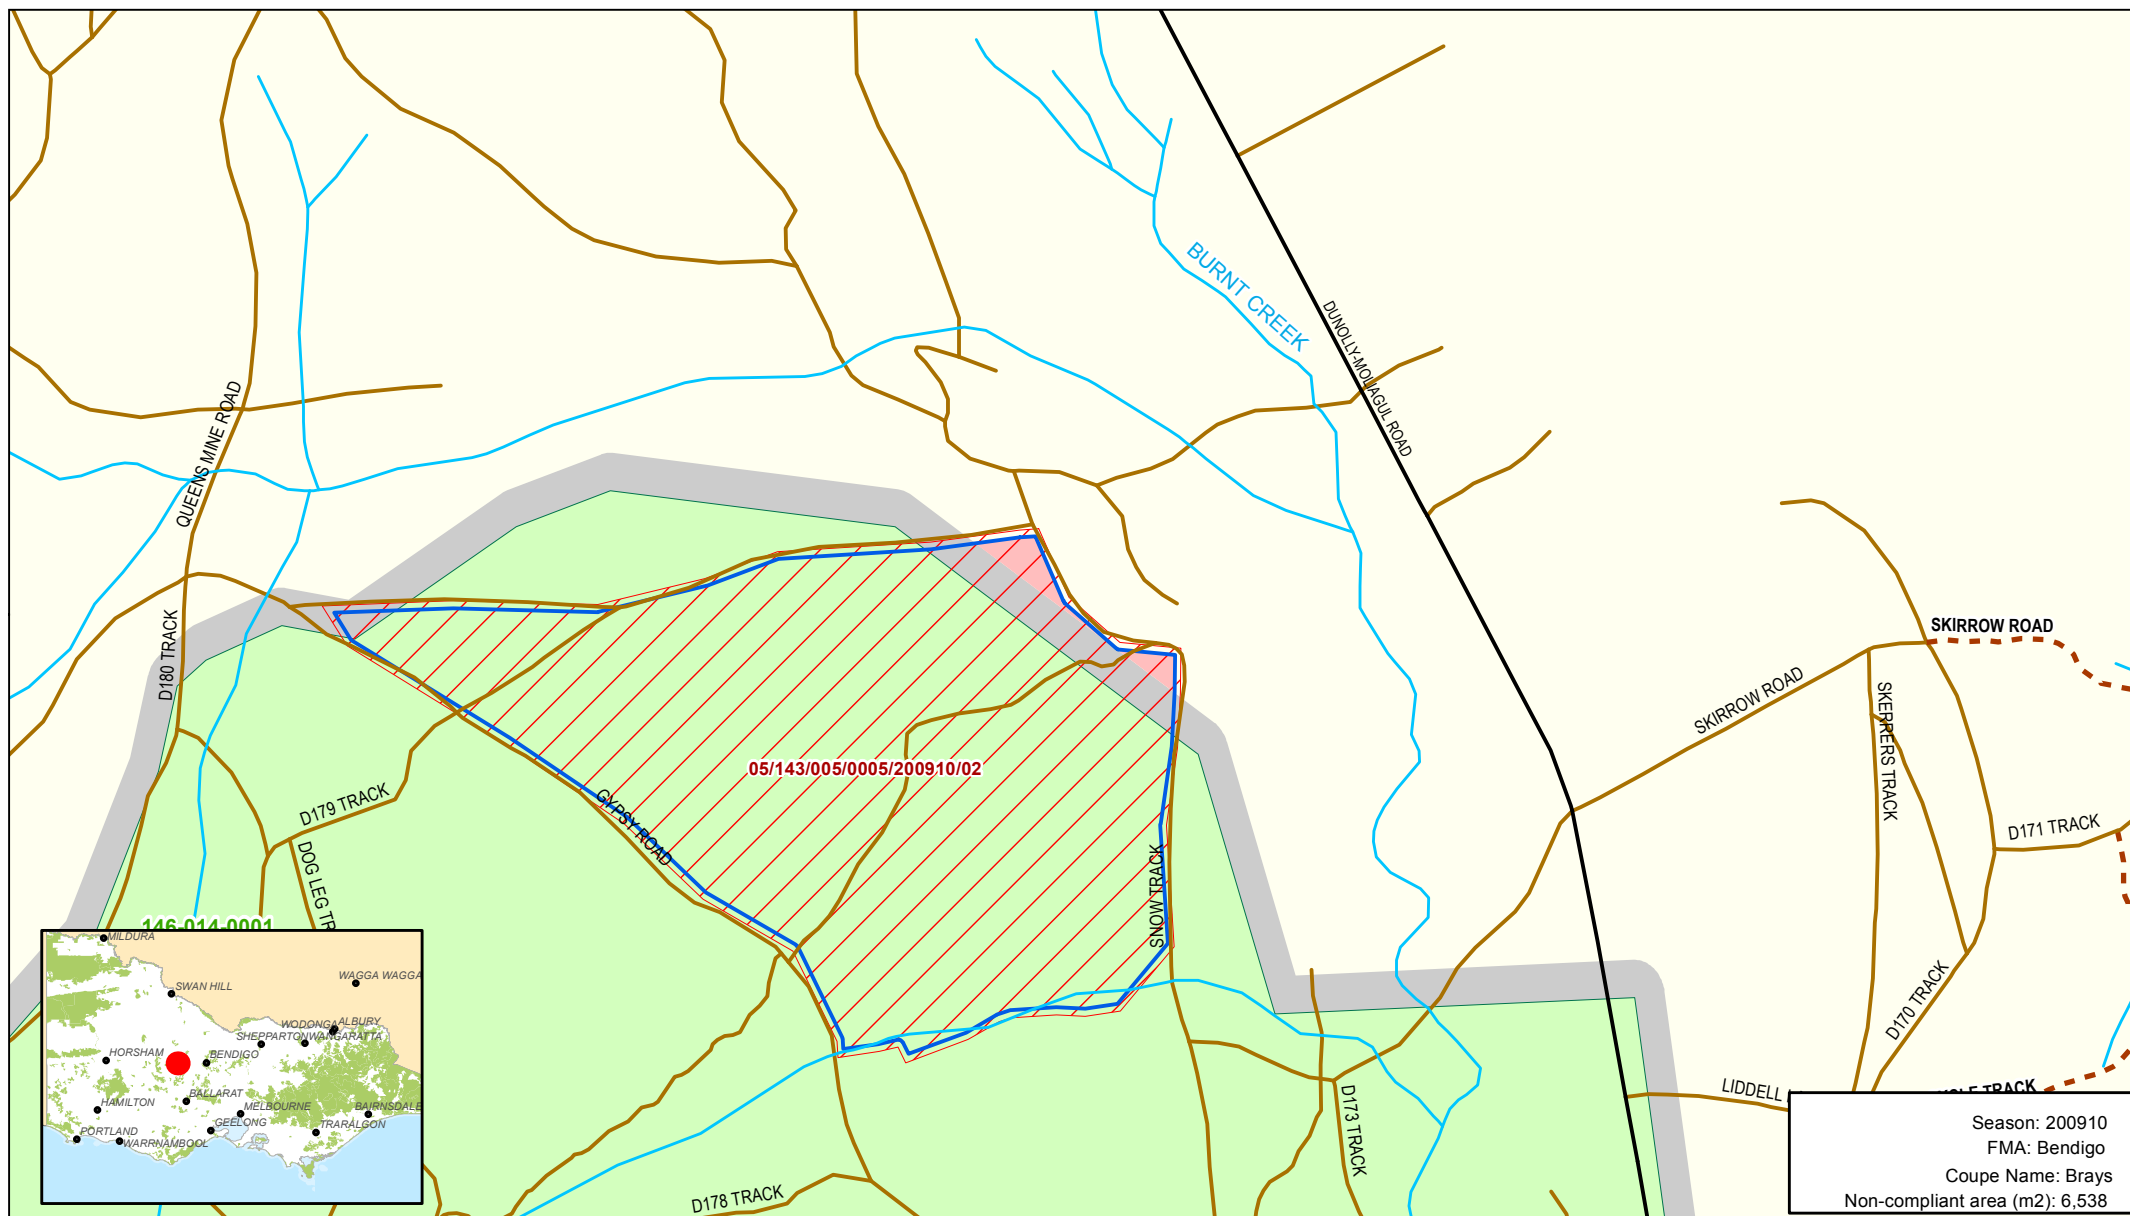 BURNT CREEK
DUNOLLY-MOLIAGUL ROAD
QUEENS MINE ROAD
D180 TRACK
SKIRROW ROAD
SKIRROW ROAD
SKERRERS TRACK
05/143/005/0005/200910/02
D179 TRACK
GYPSY ROAD
D171 TRACK
DOG LEG TR
SNOW TRACK
146-014-0001
D170 TRACK
MILDURA
WAGGA WAGGA
SWAN HILL
WODONGA
ALBURY
SHEPPARTON
WANGARATTA
HORSHAM
BENDIGO
HAMILTON
BALLARAT
MELBOURNE
BAIRNSDALE
GEELONG
TRARALGON
PORTLAND
WARRNAMBOOL
D173 TRACK
D178 TRACK
LIDDELL
TRACK
Season: 200910
FMA: Bendigo
Coupe Name: Brays
Non-compliant area (m2): 6,538